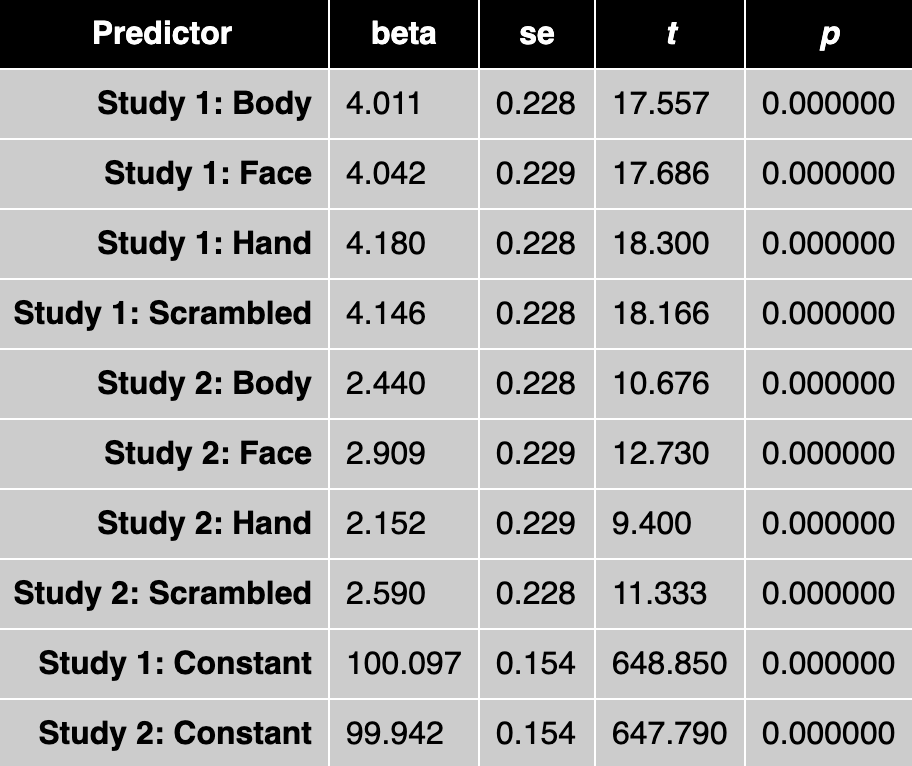 Predictor beta se t p
Study 1: Body 4.011 0.228 17.557 0.000000
Study 1: Face 4.042 0.229 17.686 0.000000
Study 1: Hand 4.180 0.228 18.300 0.000000
Study 1: Scrambled 4.146 0.228 18.166 0.000000
Study 2: Body 2.440 0.228 10.676 0.000000
Study 2: Face 2.909 0.229 12.730 0.000000
Study 2: Hand 2.152 0.229 9.400 0.000000
Study 2: Scrambled 2.590 0.228 11.333 0.000000
Study 1: Constant 100.097 0.154 648.850 0.000000
Study 2: Constant 99.942 0.154 647.790 0.000000